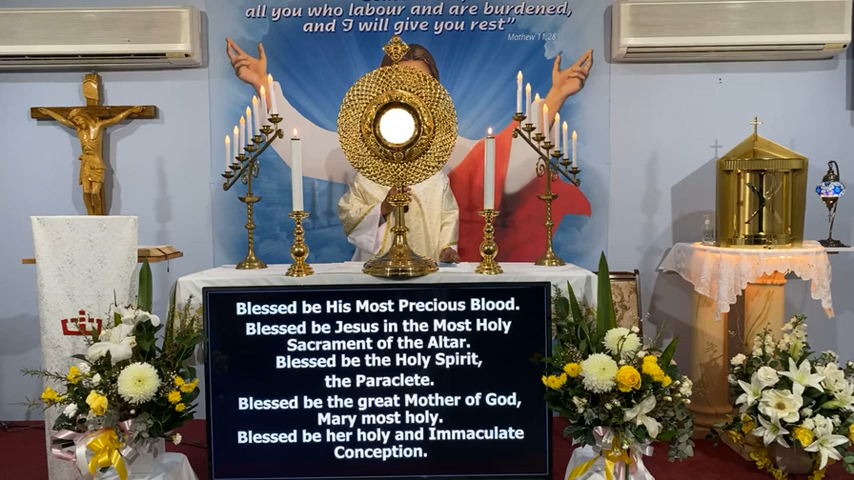 all you who labour and are burdened,
and I will give you rest”
Mathew 11:28
Blessed be His Most Precious Blood.
Blessed be Jesus in the Most Holy
Sacrament of the Altar.
Blessed be the Holy Spirit,
the Paraclete.
Blessed be the great Mother of God,
Mary most holy.
Blessed be her holy and Immaculate
Conception.